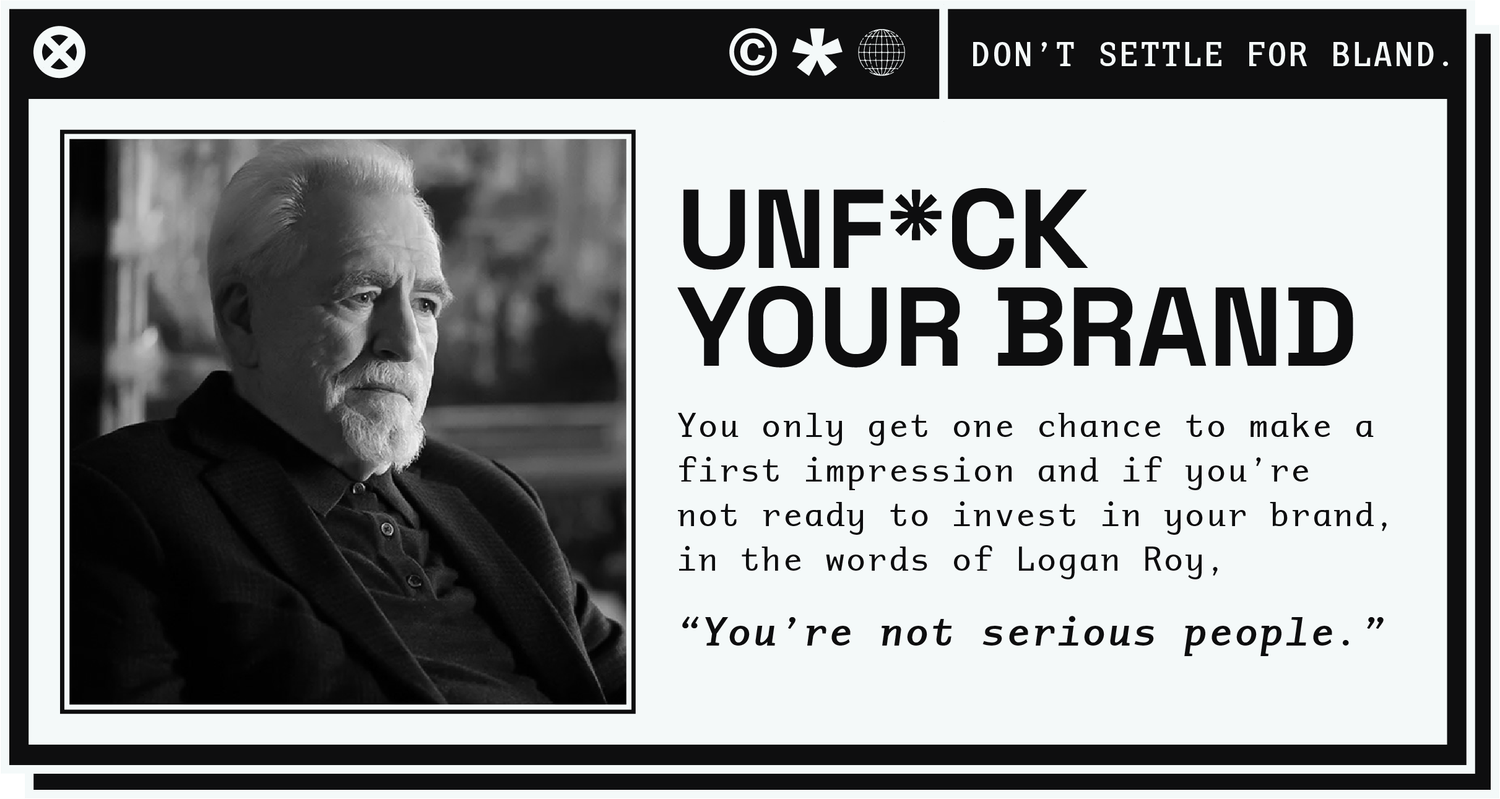 © *
DON’T SETTLE FOR BLAND.
UNF*CK
YOUR BRAND
You only get one chance to make a
first impression and if you’re
not ready to invest in your brand,
in the words of Logan Roy,
“You’re not serious people.”